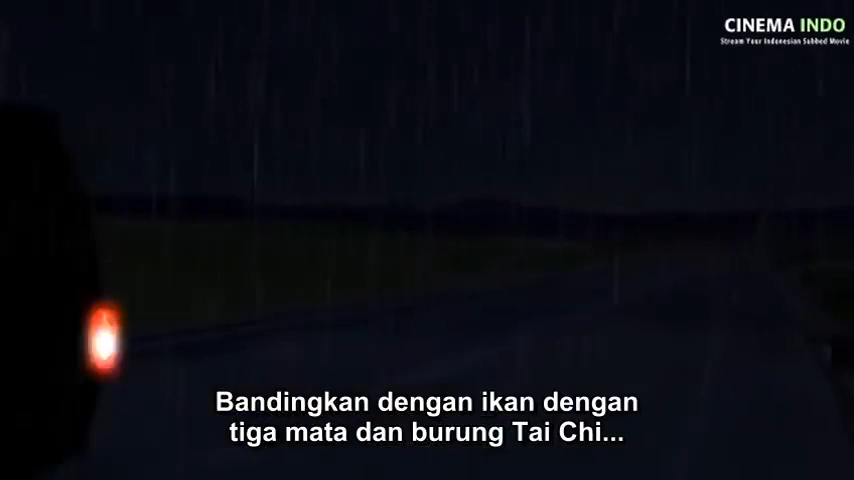 CINEMA INDO
Stream Your Indonesian Subbed Movie
Bandingkan dengan ikan dengan
tiga mata dan burung Tai Chi...